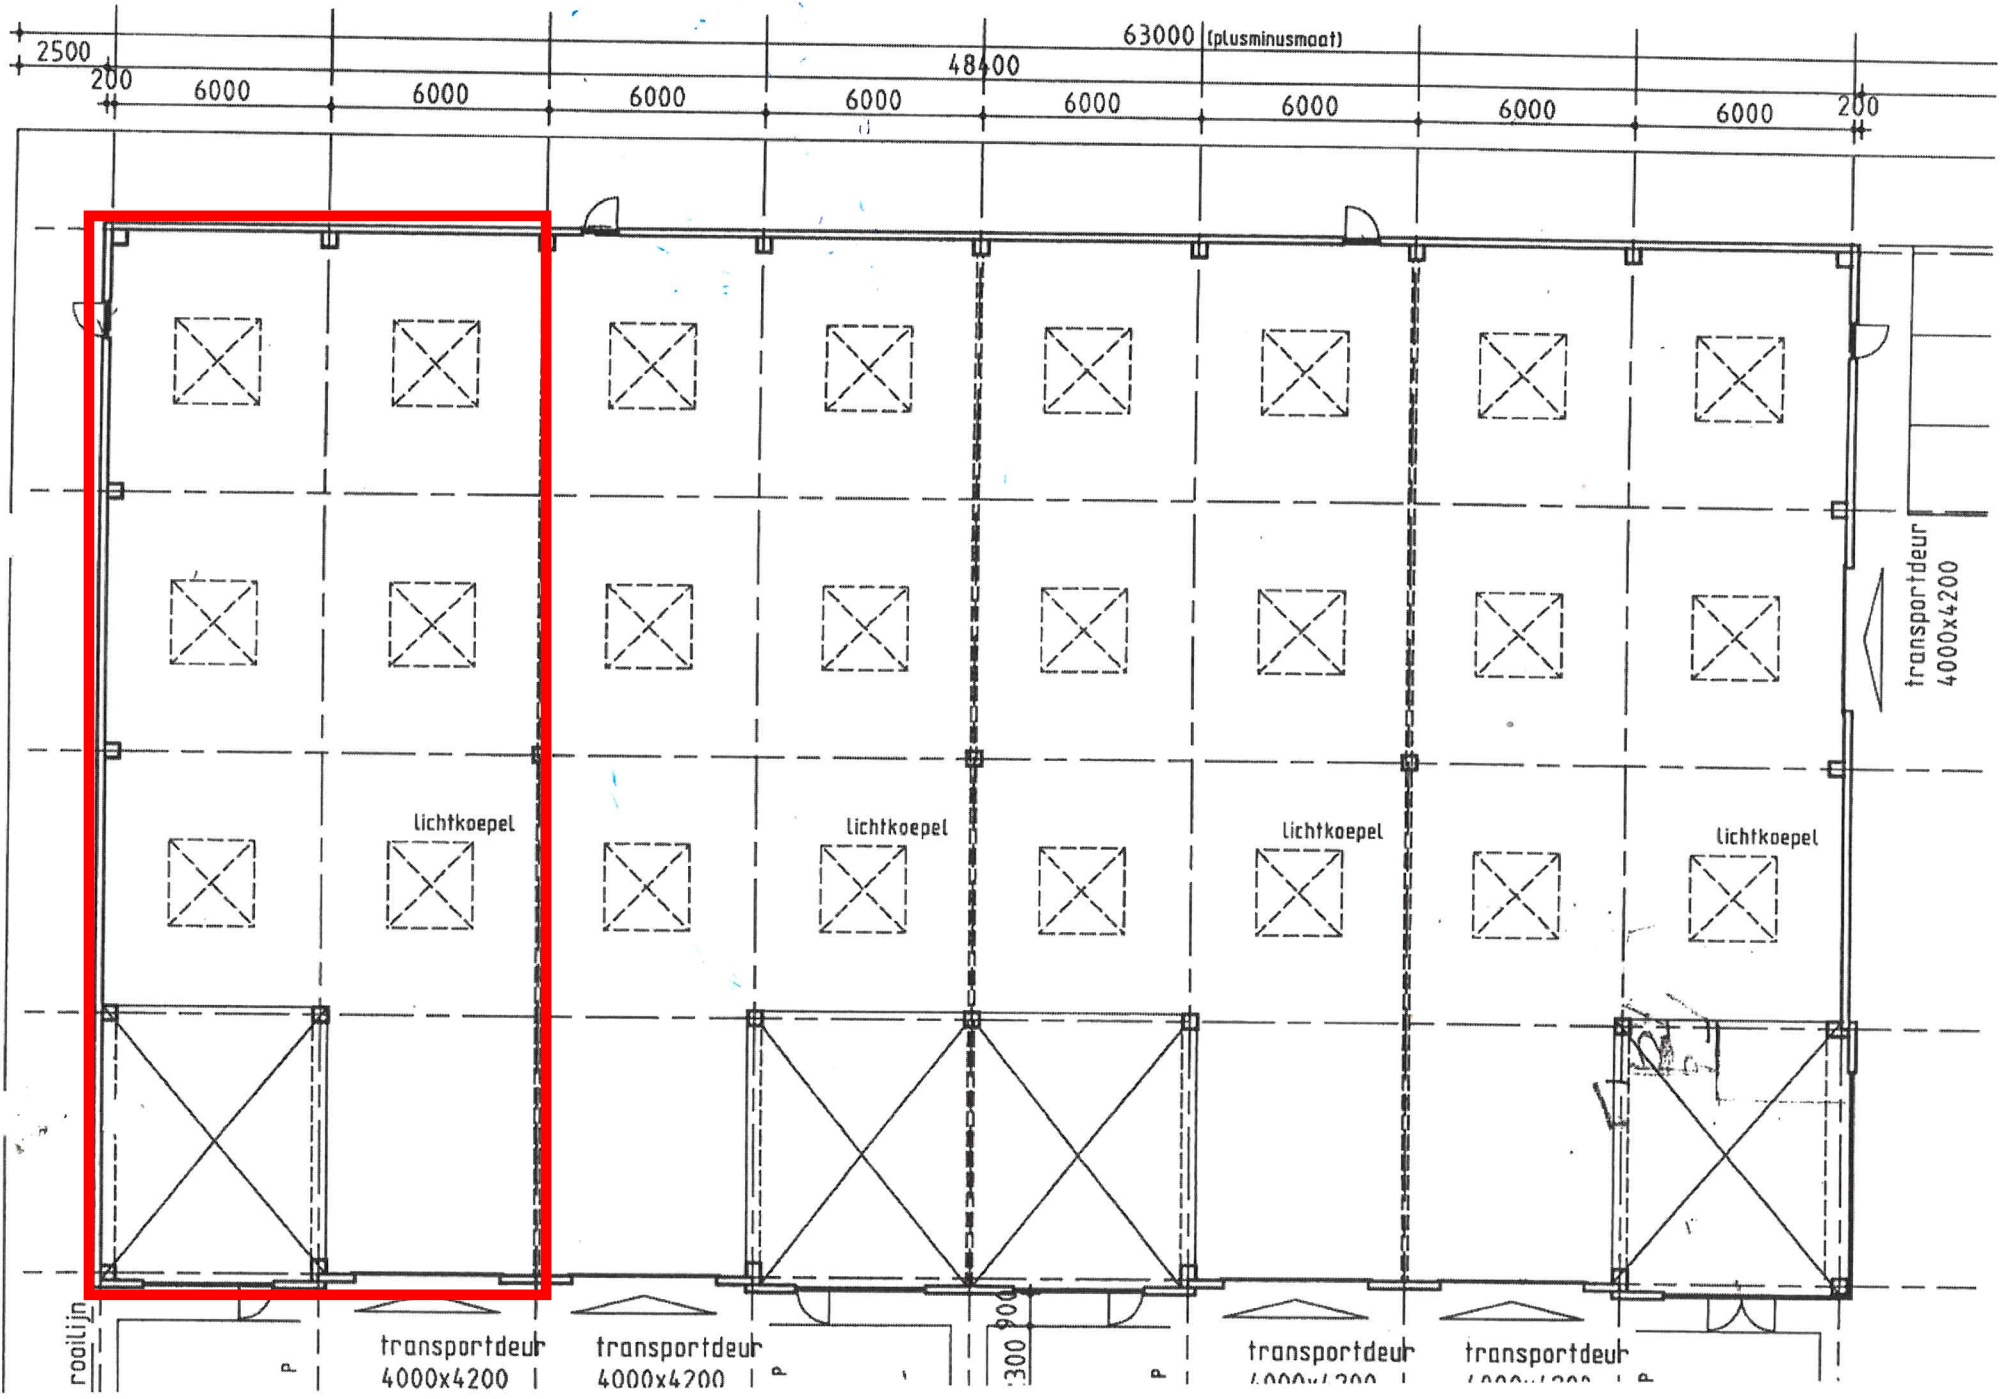 63000 (plusminusmaat)
2500
48400
200 6000 6000 6000 6000 6000 6000 6000 6000 200
transportdeur
4000x4200
lichtkoepel lichtkoepel lichtkoepel lichtkoepel
rooilijn
900
300
transportdeur transportdeur transportdeur transportdeur
4000x4200 4000x4200
P P P P